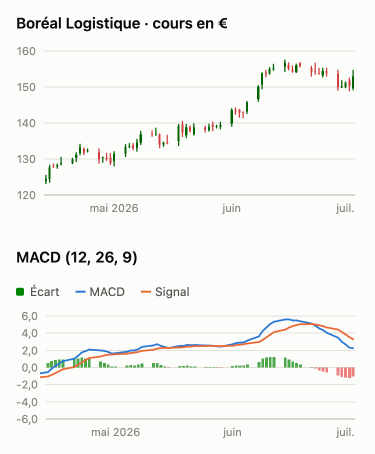 Boréal Logistique · cours en €
160
150
140
130
120
mai 2026 juin juil.
MACD (12, 26, 9)
Écart MACD Signal
6,0
4,0
2,0
0,0
−2,0
−4,0
−6,0
mai 2026 juin juil.